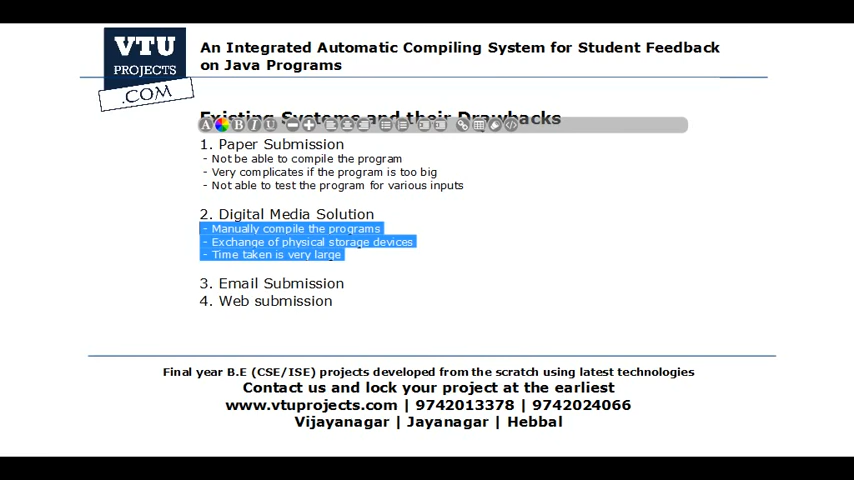 VTU
PROJECTS
.COM
An Integrated Automatic Compiling System for Student Feedback
on Java Programs
Existing Systems and their Drawbacks
A B I U
1. Paper Submission
- Not be able to compile the program
- Very complicates if the program is too big
- Not able to test the program for various inputs
2. Digital Media Solution
- Manually compile the programs
- Exchange of physical storage devices
- Time taken is very large
3. Email Submission
4. Web submission
Final year B.E (CSE/ISE) projects developed from the scratch using latest technologies
Contact us and lock your project at the earliest
www.vtuprojects.com | 9742013378 | 9742024066
Vijayanagar | Jayanagar | Hebbal